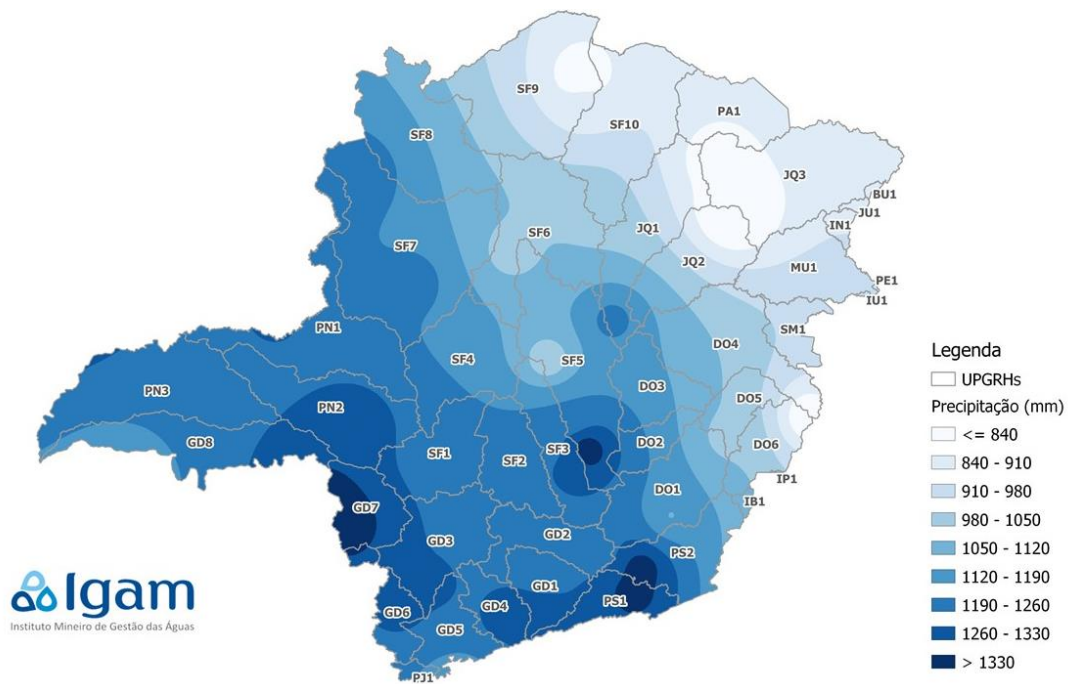 SF9
SF10
PA1
SF8
JQ3
BU1
JU1
IN1
SF6
JQ1
SF7
JQ2
MU1
PE1
IU1
PN1
SM1
DO4
SF4
SF5
DO3
PN3
PN2
DO5
GD8
SF1
SF2
SF3
DO2
DO6
IP1
DO1
IB1
GD7
GD3
GD2
PS2
GD1
GD6
GD4
PS1
GD5
PJ1
Legenda
UPGRHs
Precipitação (mm)
<= 840
840 - 910
910 - 980
980 - 1050
1050 - 1120
1120 - 1190
1190 - 1260
1260 - 1330
> 1330
Igam
Instituto Mineiro de Gestão das Águas